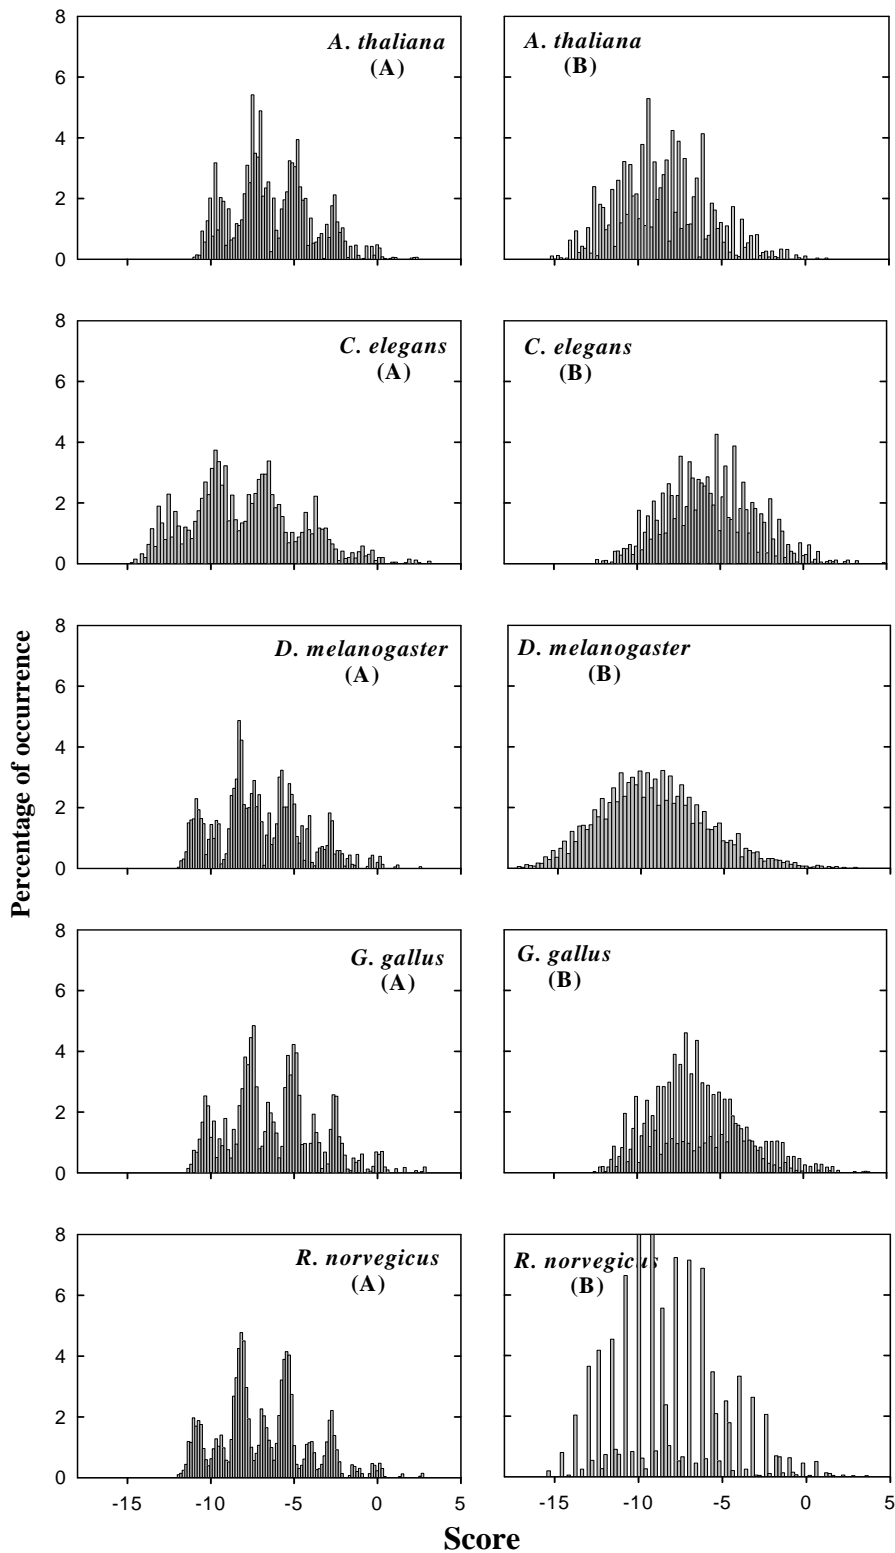 8
6
4
2
0
A. thaliana
(A)
A. thaliana
(B)
8
6
4
2
0
C. elegans
(A)
C. elegans
(B)
Percentage of occurrence
8
6
4
2
0
D. melanogaster
(A)
D. melanogaster
(B)
8
6
4
2
0
G. gallus
(A)
G. gallus
(B)
8
6
4
2
0
R. norvegicus
(A)
R. norvegicus
(B)
-15 -10 -5 0 5
-15 -10 -5 0 5
Score